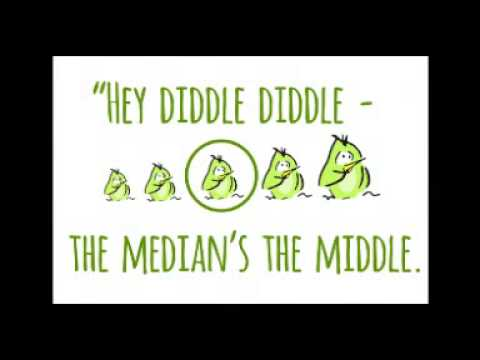 “HEY DIDDLE DIDDLE -
THE MEDIAN’S THE MIDDLE.